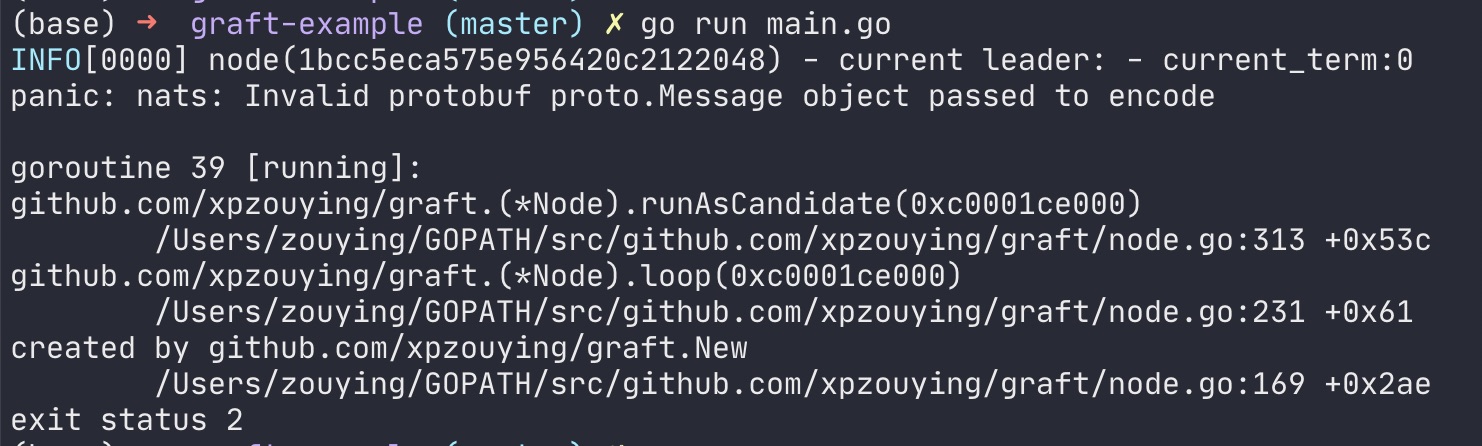 (base) ➜ graft-example (master) ✗ go run main.go
INFO[0000] node(1bcc5eca575e956420c2122048) - current leader: - current_term:0
panic: nats: Invalid protobuf proto.Message object passed to encode
goroutine 39 [running]:
github.com/xpzouying/graft.(*Node).runAsCandidate(0xc0001ce000)
/Users/zouying/GOPATH/src/github.com/xpzouying/graft/node.go:313 +0x53c
github.com/xpzouying/graft.(*Node).loop(0xc0001ce000)
/Users/zouying/GOPATH/src/github.com/xpzouying/graft/node.go:231 +0x61
created by github.com/xpzouying/graft.New
/Users/zouying/GOPATH/src/github.com/xpzouying/graft/node.go:169 +0x2ae
exit status 2